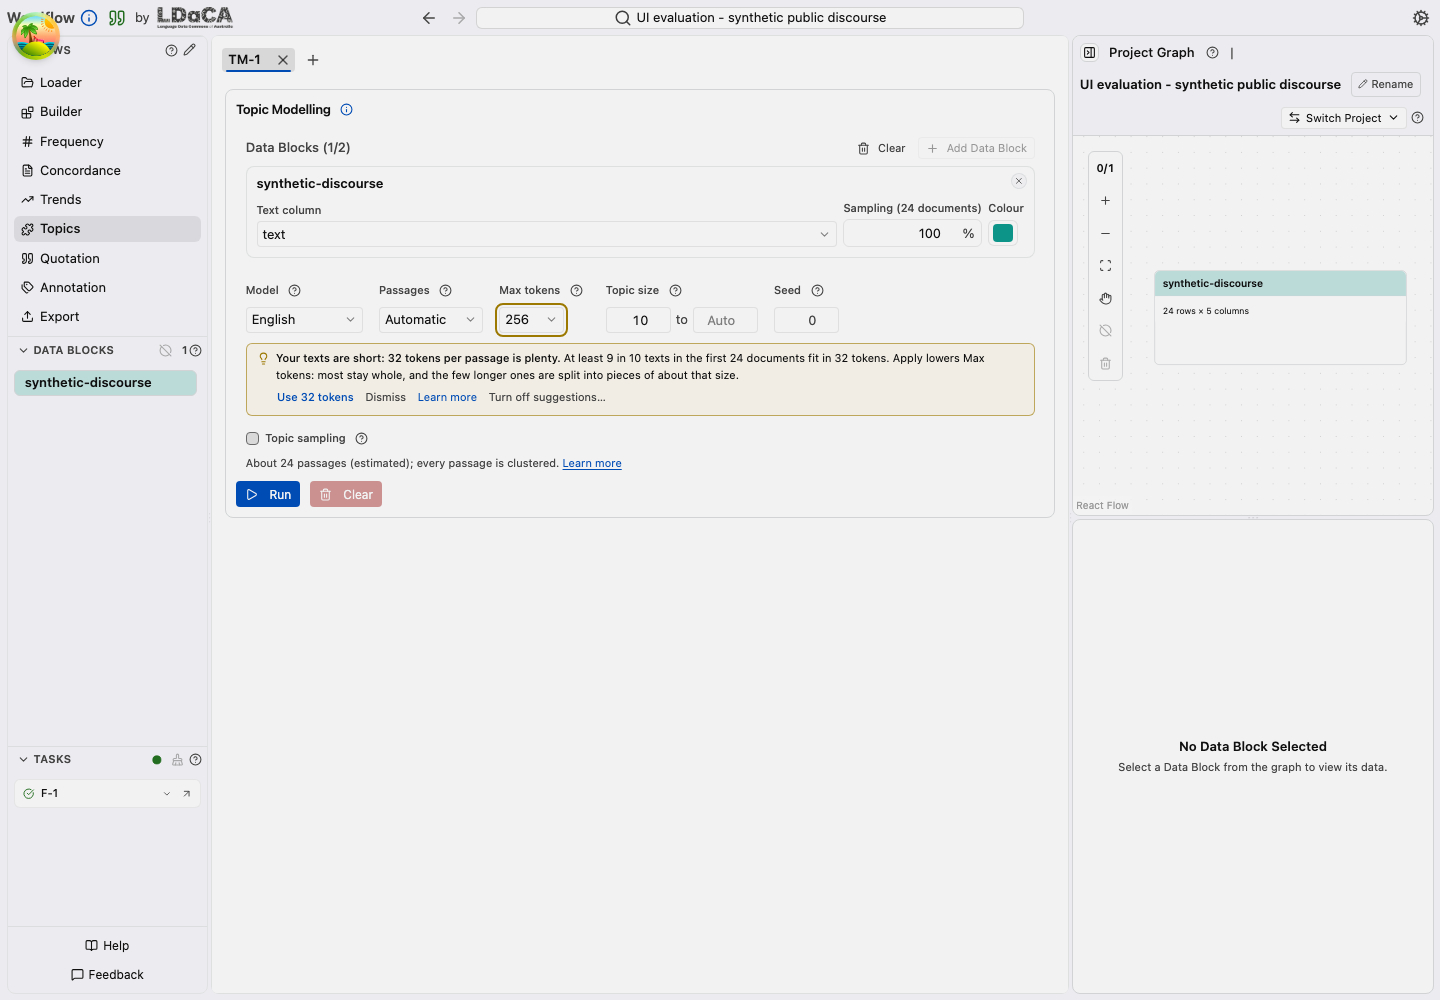 by LDaCA
Language Data Commons of Australia
UI evaluation - synthetic public discourse
Loader
Builder
Frequency
Concordance
Trends
Topics
Quotation
Annotation
Export
DATA BLOCKS 1
synthetic-discourse
TASKS
F-1
Help
Feedback
TM-1
Topic Modelling
Data Blocks (1/2) Clear Add Data Block
synthetic-discourse
Text column Sampling (24 documents) Colour
text 100 %
Model Passages Max tokens Topic size Seed
English Automatic 256 10 to Auto 0
Your texts are short: 32 tokens per passage is plenty. At least 9 in 10 texts in the first 24 documents fit in 32 tokens. Apply lowers Max
tokens: most stay whole, and the few longer ones are split into pieces of about that size.
Use 32 tokens Dismiss Learn more Turn off suggestions...
Topic sampling
About 24 passages (estimated); every passage is clustered. Learn more
Run Clear
Project Graph
UI evaluation - synthetic public discourse Rename
Switch Project
0/1
synthetic-discourse
24 rows × 5 columns
React Flow
No Data Block Selected
Select a Data Block from the graph to view its data.